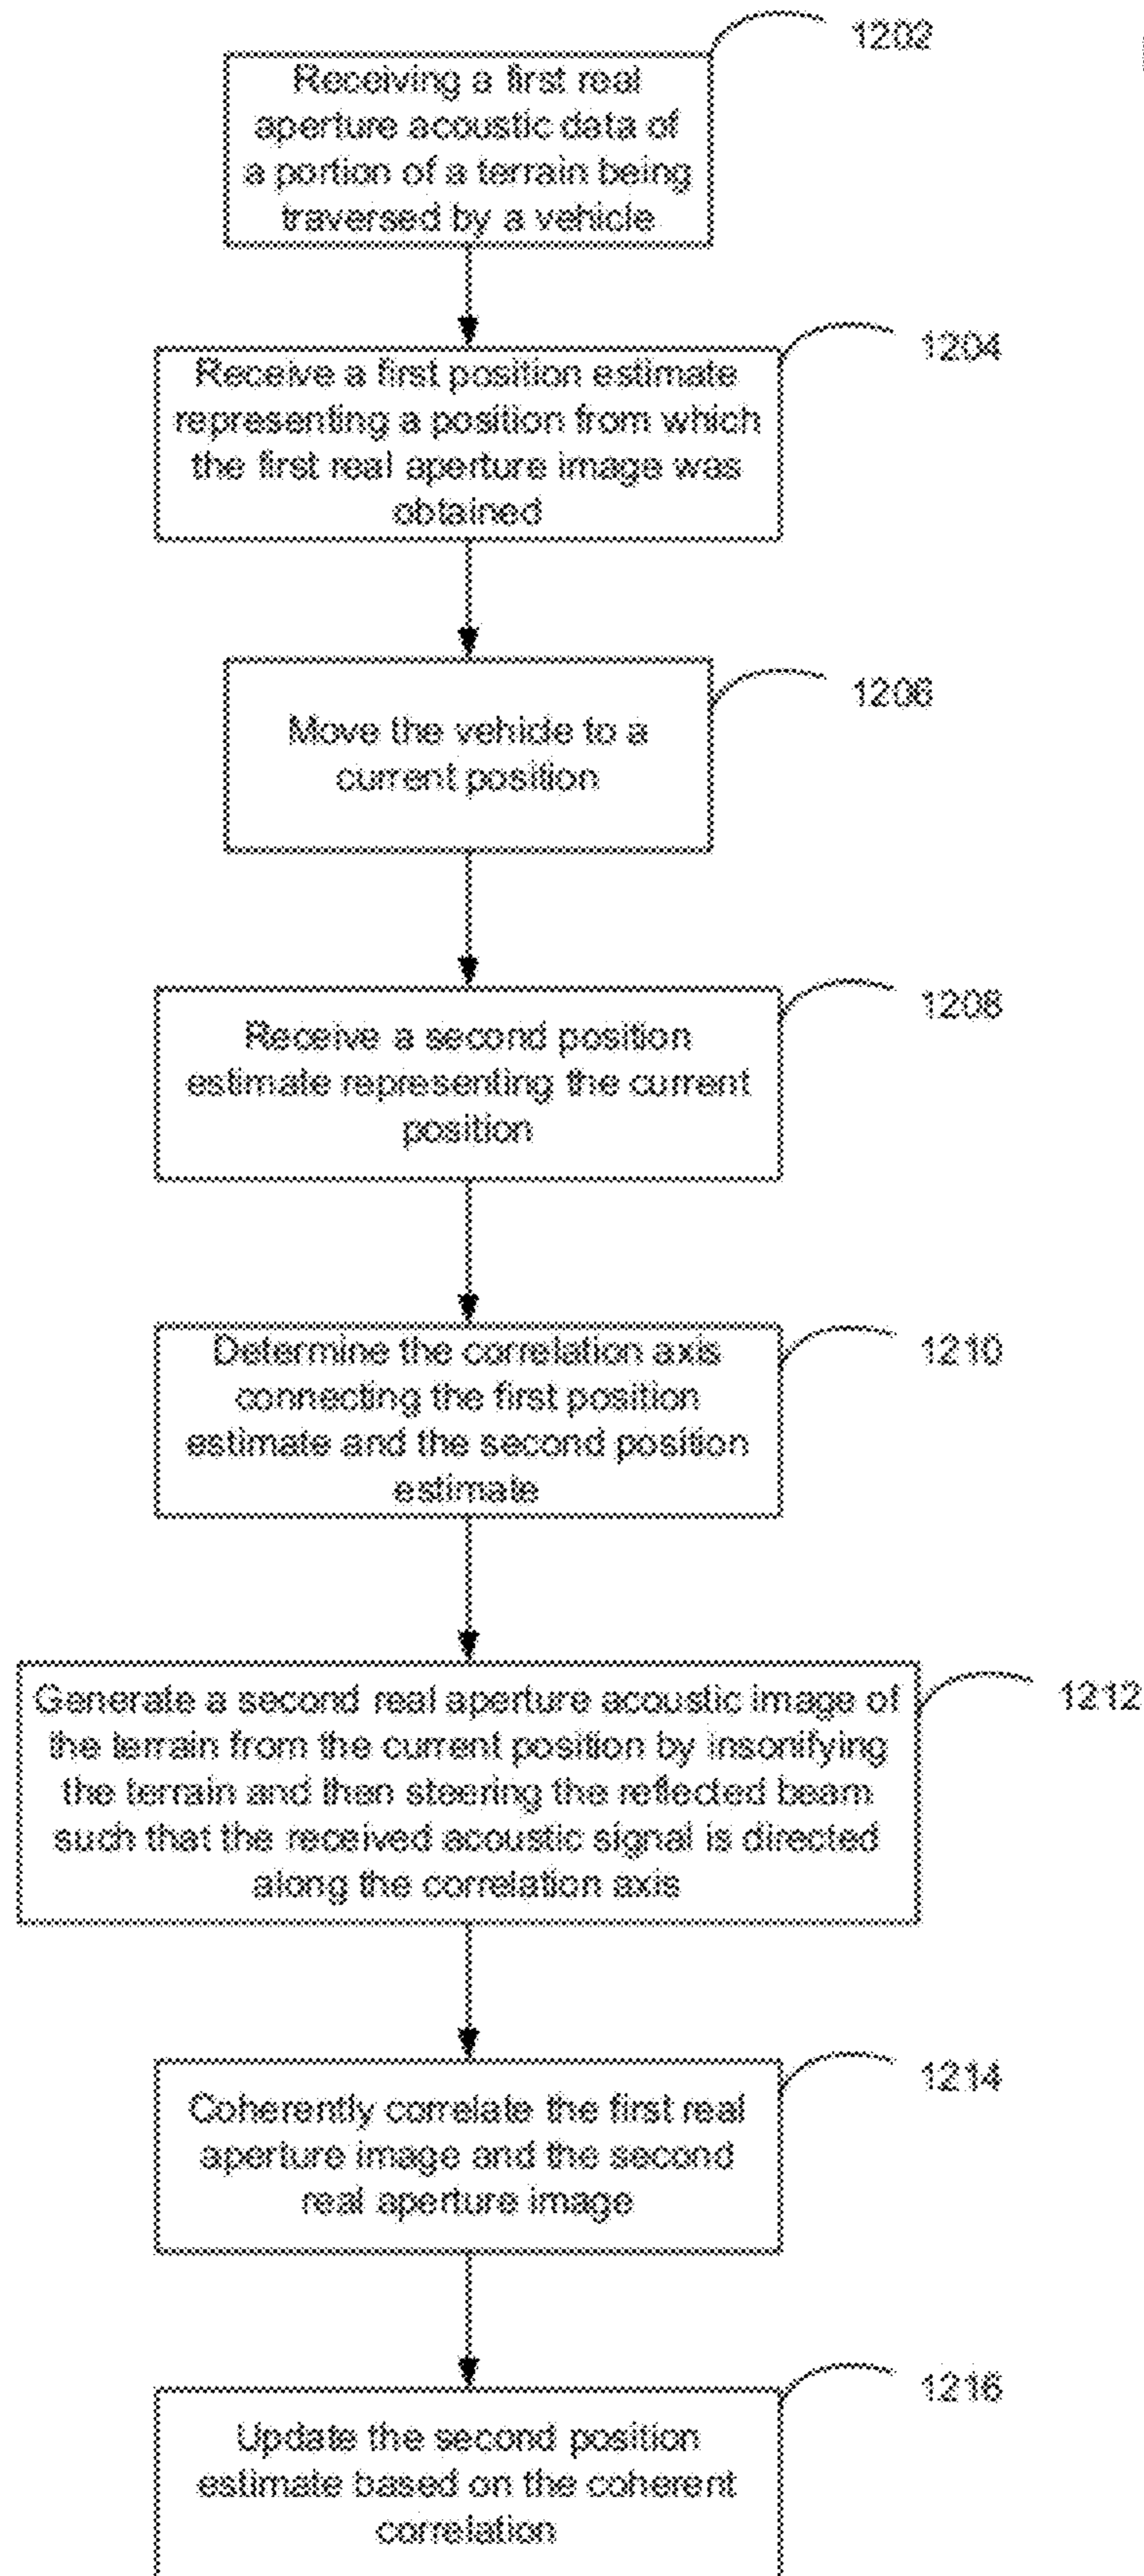 1202
Receiving a first real
aperture acoustic data of
a portion of a terrain being
traversed by a vehicle
1204
Receive a first position estimate
representing a position from which
the first real aperture image was
obtained
1206
Move the vehicle to a
current position
1208
Receive a second position
estimate representing the current
position
1210
Determine the correlation axis
connecting the first position
estimate and the second position
estimate
1212
Generate a second real aperture acoustic image of
the terrain from the current position by insonifying
the terrain and then steering the reflected beam
such that the received acoustic signal is directed
along the correlation axis
1214
Coherently correlate the first real
aperture image and the second
real aperture image
1216
Update the second position
estimate based on the coherent
correlation